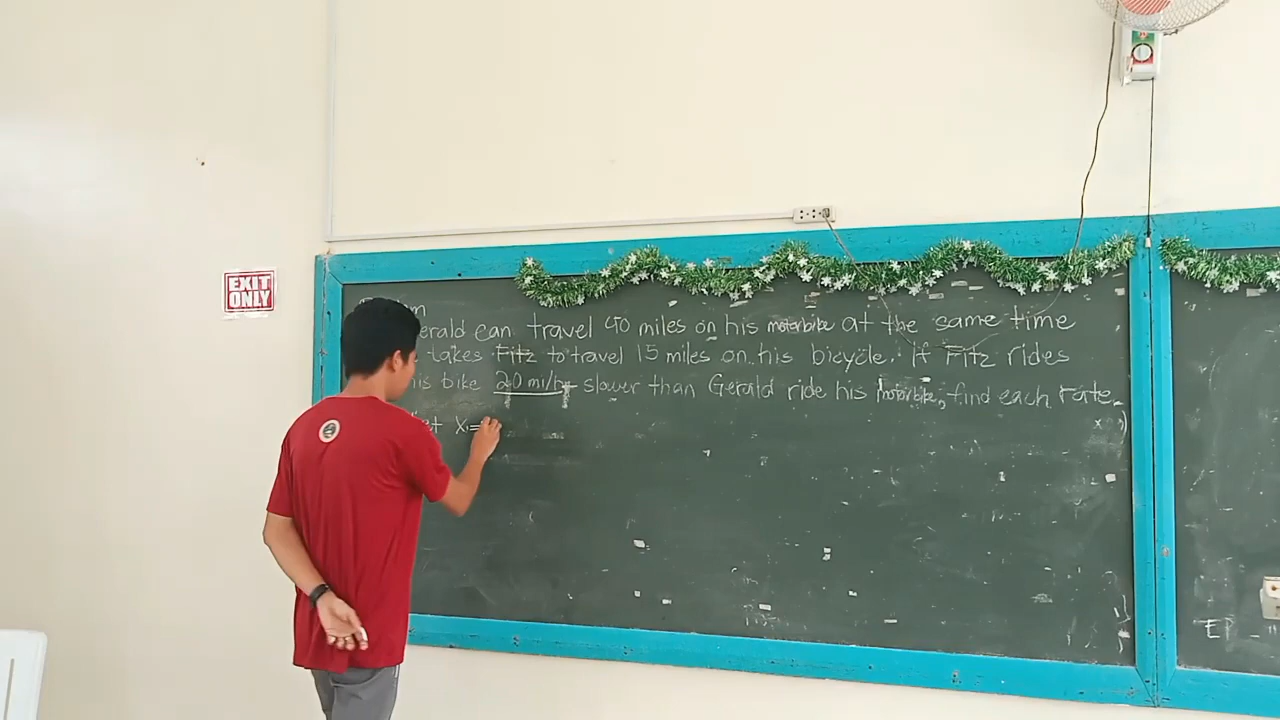 EXIT
ONLY
erald can travel 40 miles on his motorbike at the same time
takes Fitz to travel 15 miles on his bicycle. If Fitz rides
his bike 20 mi/hr slower than Gerald ride his motorbike, find each rate.
et x =
x
E